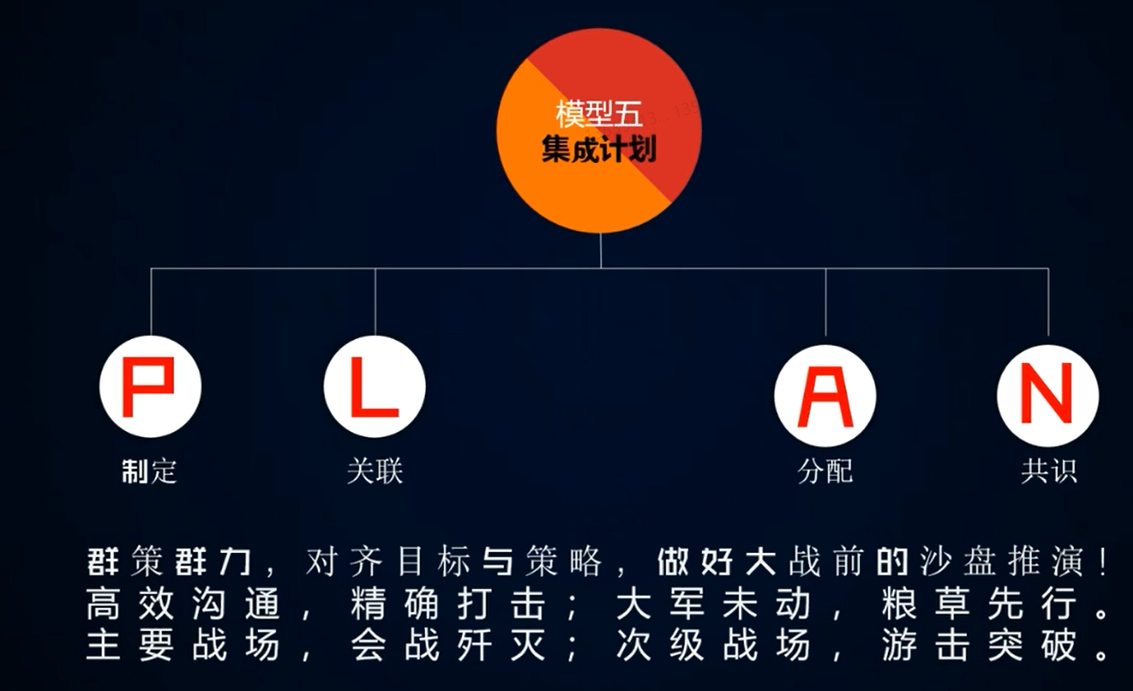 模型五
集成计划
P
L
A
N
制定
关联
分配
共识
群策群力，对齐目标与策略，做好大战前的沙盘推演！
高效沟通，精确打击；大军未动，粮草先行。
主要战场，会战歼灭；次级战场，游击突破。